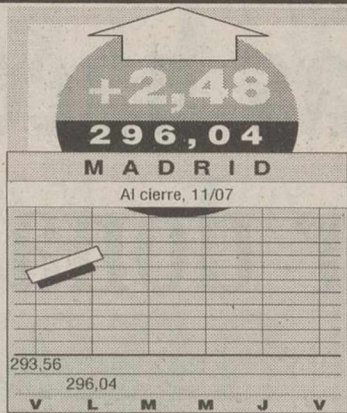 +2,48
296,04
MADRID
Al cierre, 11/07
293,56
296,04
V L M M J V